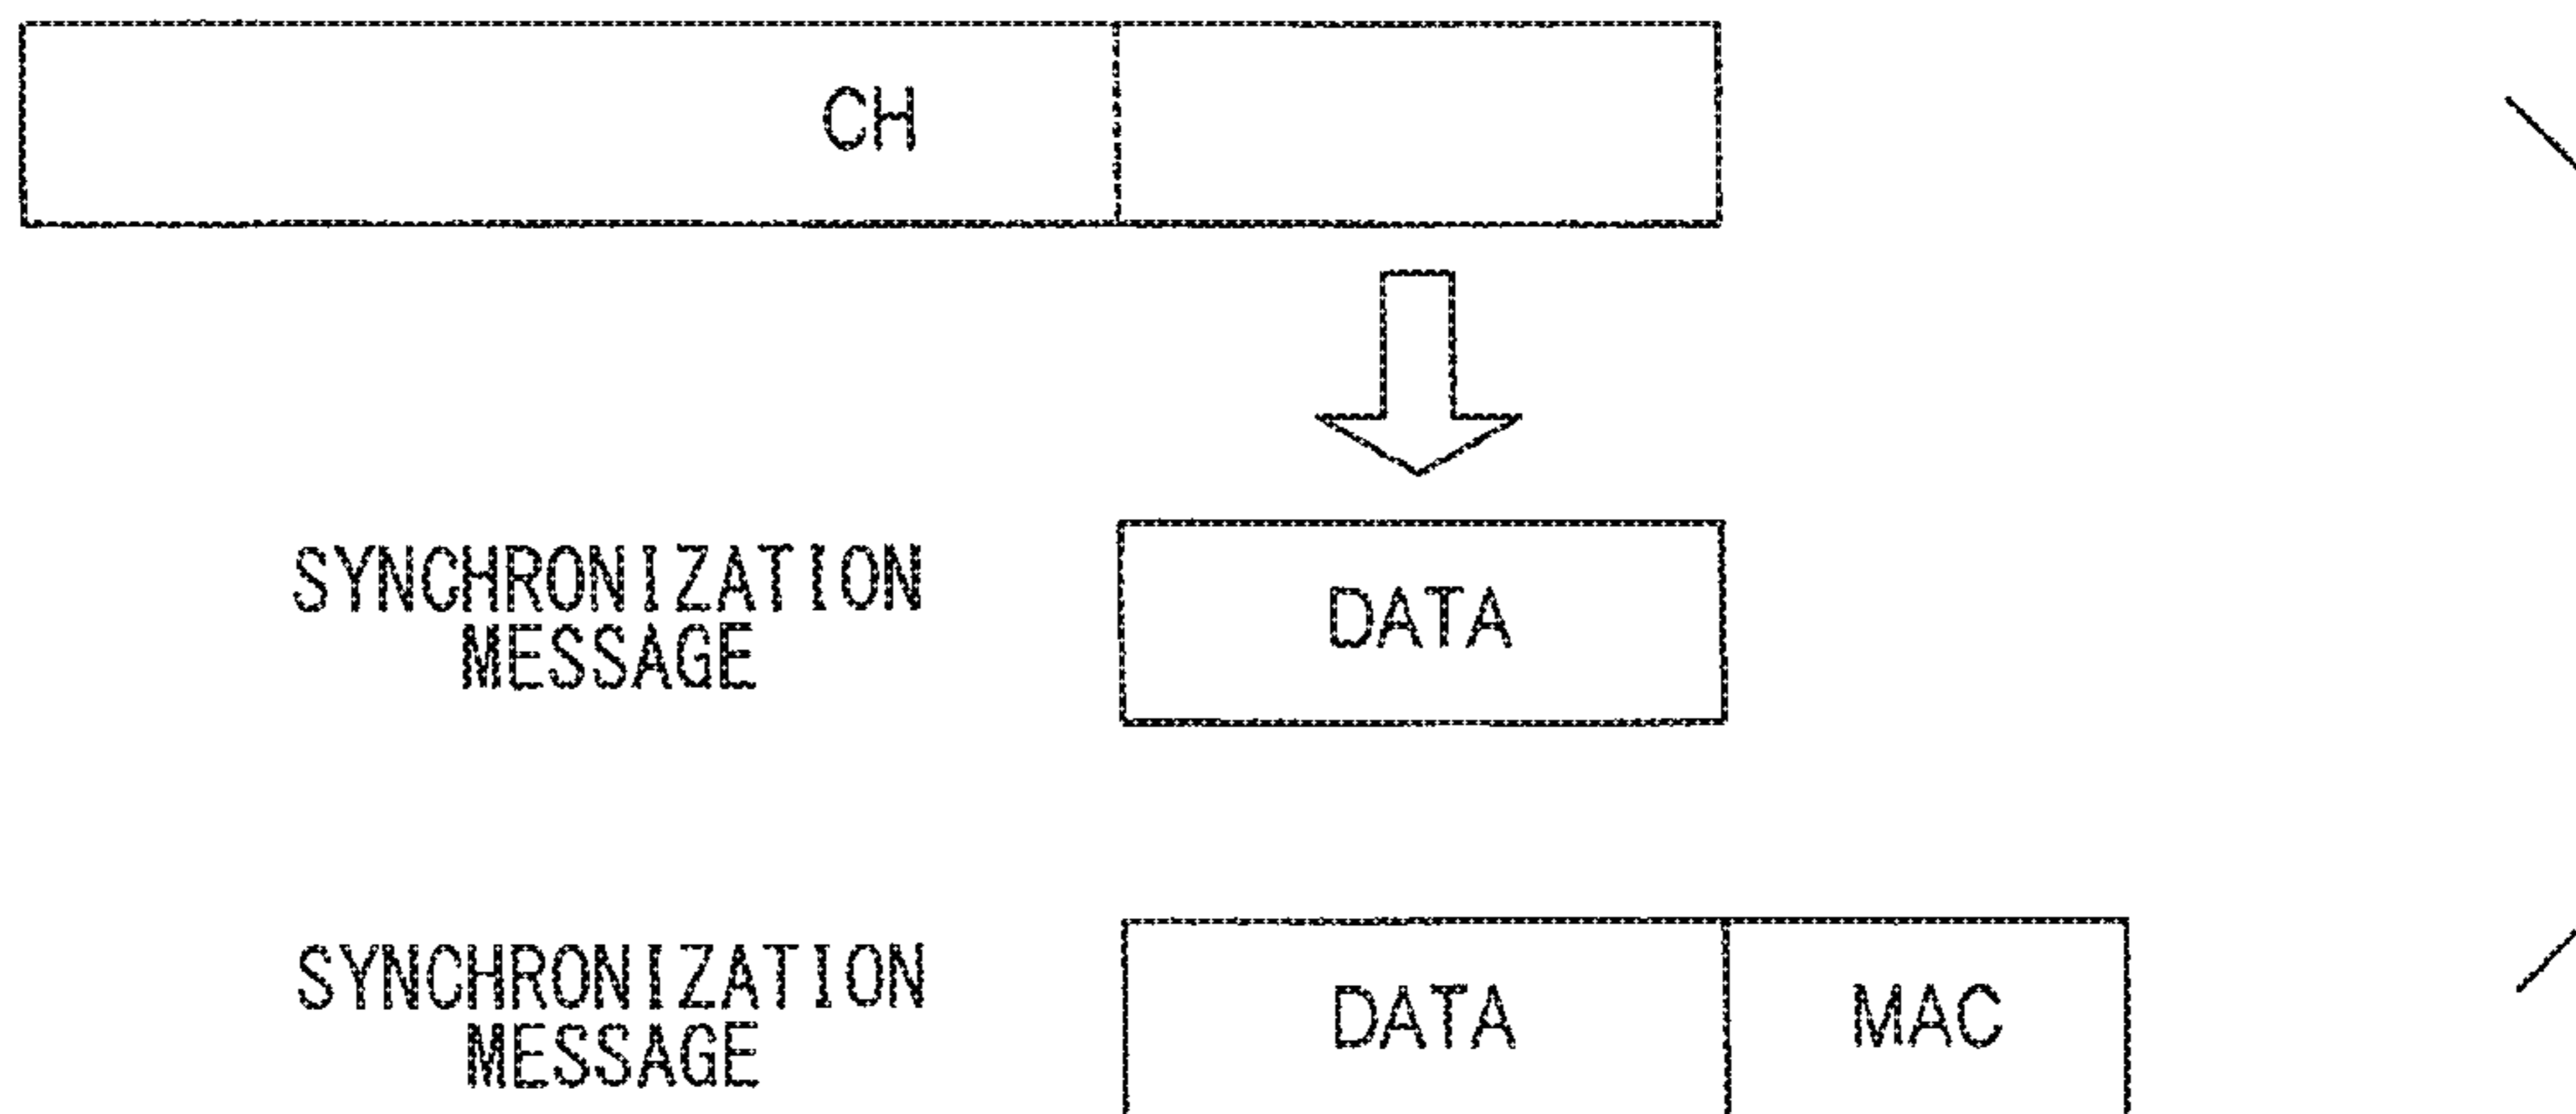 CH
SYNCHRONIZATION
MESSAGE
DATA
SYNCHRONIZATION
MESSAGE
DATA
MAC